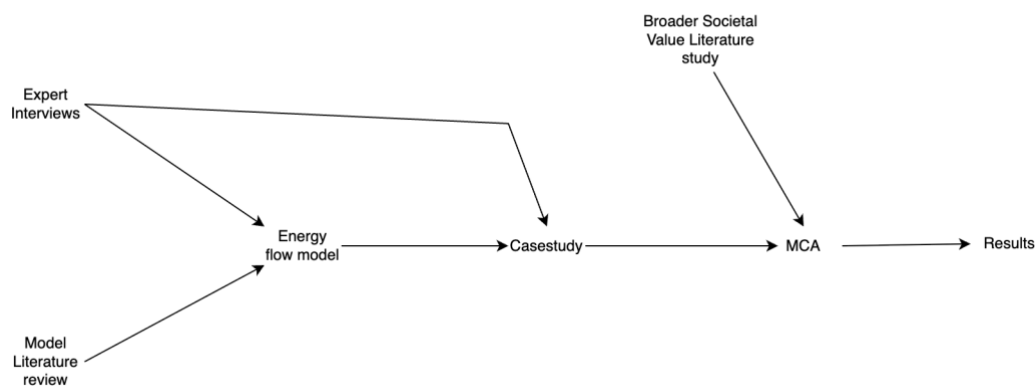 Broader Societal
Value Literature
study
Expert
Interviews
Energy
flow model
Casestudy
MCA
Results
Model
Literature
review